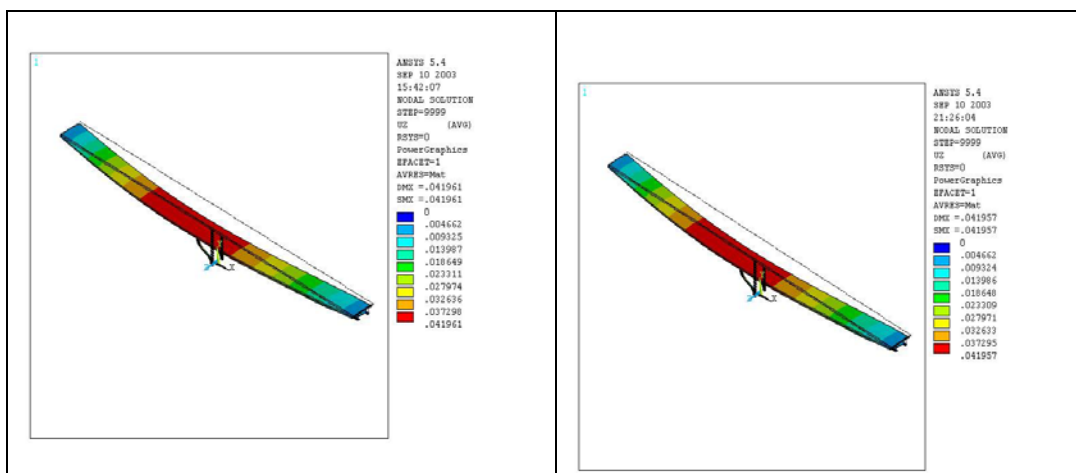 1
ANSYS 5.4
SEP 10 2003
15:42:07
NODAL SOLUTION
STEP=9999
UZ (AVG)
RSYS=0
PowerGraphics
EFACET=1
AVRES=Mat
DMX =.041961
SMX =.041961
0
.004662
.009325
.013987
.018649
.023311
.027974
.032636
.037298
.041961
X
1
ANSYS 5.4
SEP 10 2003
21:26:04
NODAL SOLUTION
STEP=9999
UZ (AVG)
RSYS=0
PowerGraphics
EFACET=1
AVRES=Mat
DMX =.041957
SMX =.041957
0
.004662
.009324
.013986
.018648
.023309
.027971
.032633
.037295
.041957
X